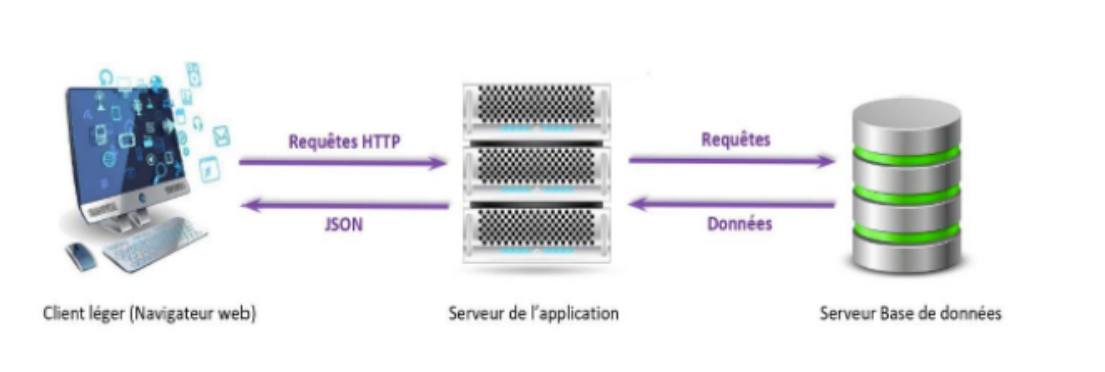 Requêtes HTTP
JSON
Requêtes
Données
Client léger (Navigateur web)
Serveur de l'application
Serveur Base de données